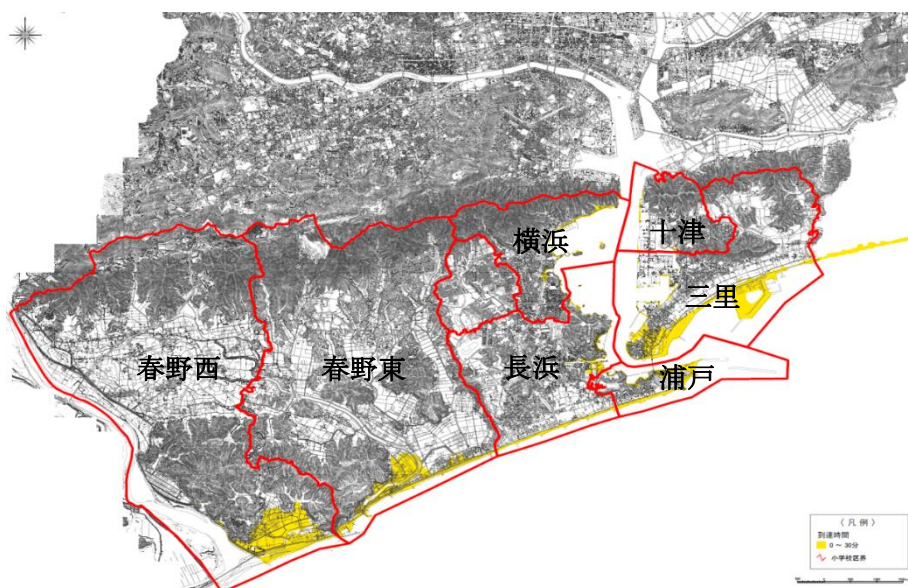 横浜
十津
三里
春野西
春野東
長浜
浦戸
〈凡例〉
到達時間
0～30分
小学校区界